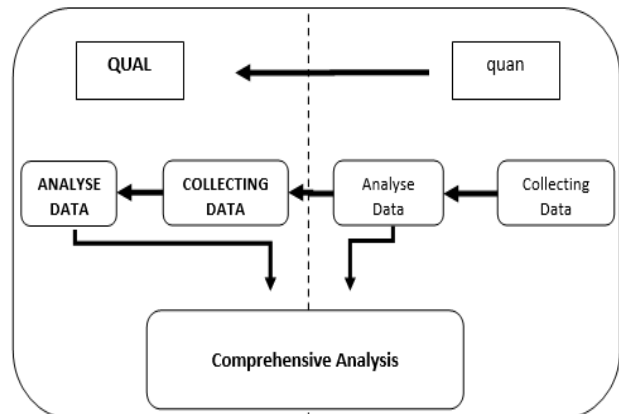 QUAL
quan
ANALYSE
DATA
COLLECTING
DATA
Analyse
Data
Collecting
Data
Comprehensive Analysis